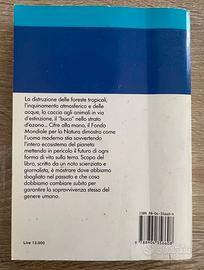 La distruzione delle foreste tropicali,
l'inquinamento atmosferico e delle
acque, la caccia agli animali in via
d'estinzione, il "buco" nello strato
d'ozono... Cifre alla mano, il Fondo
Mondiale per la Natura dimostra come
l'uomo moderno stia sovvertendo
l'intero ecosistema del pianeta
mettendo in pericolo il futuro di ogni
forma di vita sulla terra. Scopo del
libro, scritto da un noto scienziato e
giornalista, è mostrare dove abbiamo
sbagliato nel passato e che cosa
dobbiamo cambiare subito per
garantire la sopravvivenza stessa del
genere umano.
Lire 15.000
ISBN